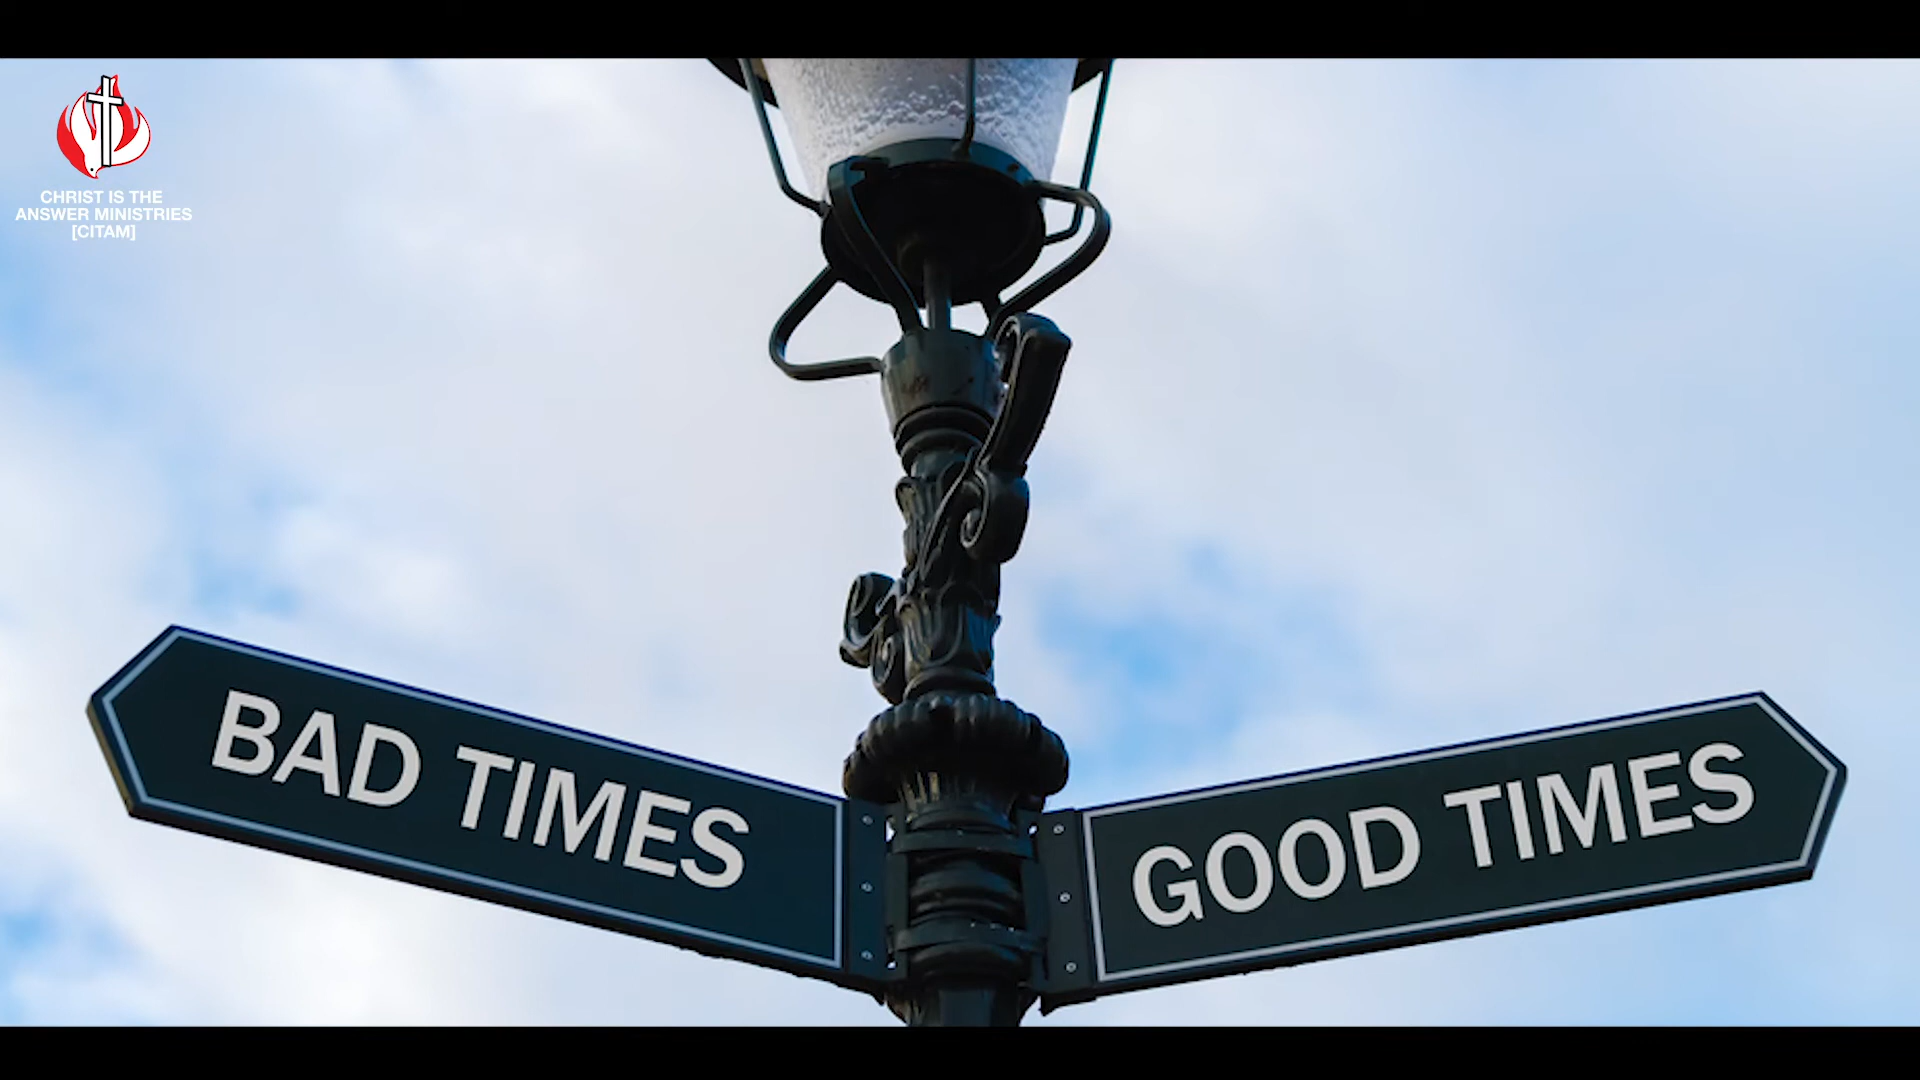 CHRIST IS THE
ANSWER MINISTRIES
[CITAM]
BAD TIMES
GOOD TIMES